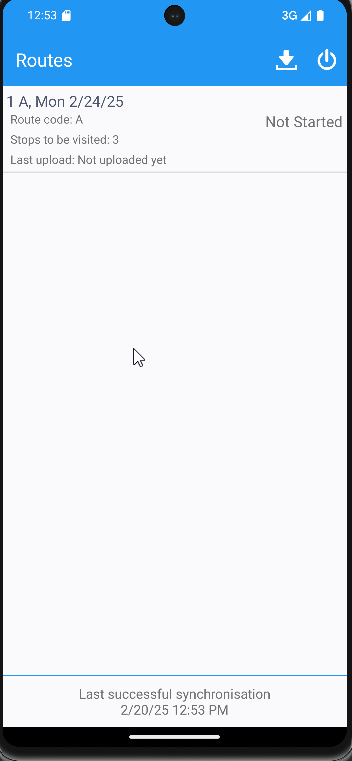 12:53 3G
Routes
1 A, Mon 2/24/25
Route code: A
Not Started
Stops to be visited: 3
Last upload: Not uploaded yet
Last successful synchronisation
2/20/25 12:53 PM